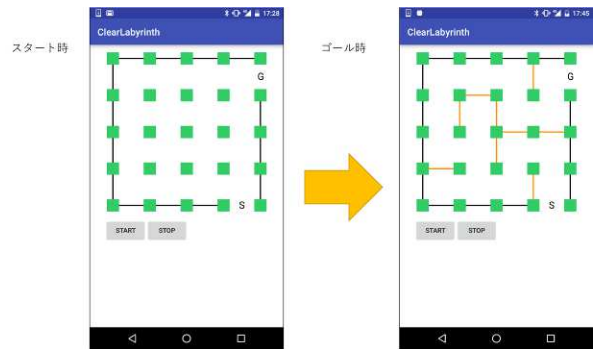 スタート時
17:28
ClearLabyrinth
G
S
START STOP
ゴール時
17:45
ClearLabyrinth
G
S
START STOP